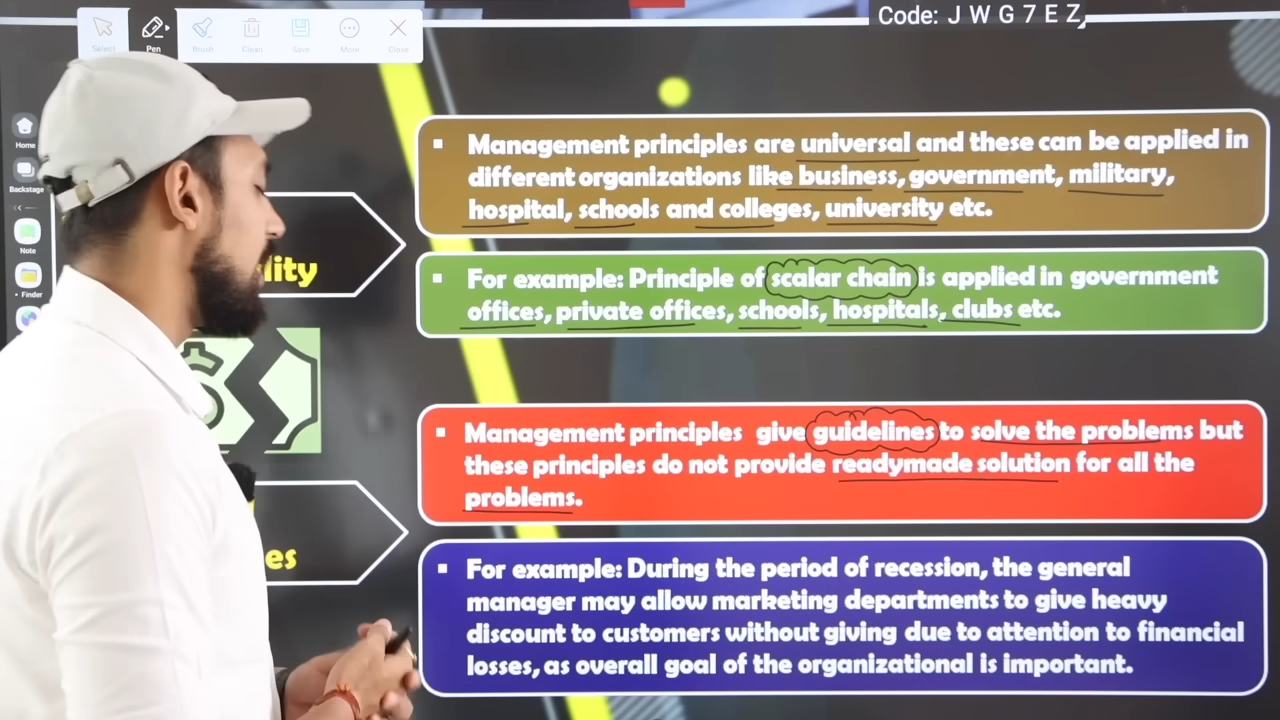 Code: J W G 7 E Z
Select
Pen
Brush
Clean
Save
More
Close
Home
Backstage
Note
Finder
lity
▪ Management principles are universal and these can be applied in
different organizations like business, government, military,
hospital, schools and colleges, university etc.
▪ For example: Principle of scalar chain is applied in government
offices, private offices, schools, hospitals, clubs etc.
es
▪ Management principles give guidelines to solve the problems but
these principles do not provide readymade solution for all the
problems.
▪ For example: During the period of recession, the general
manager may allow marketing departments to give heavy
discount to customers without giving due to attention to financial
losses, as overall goal of the organizational is important.